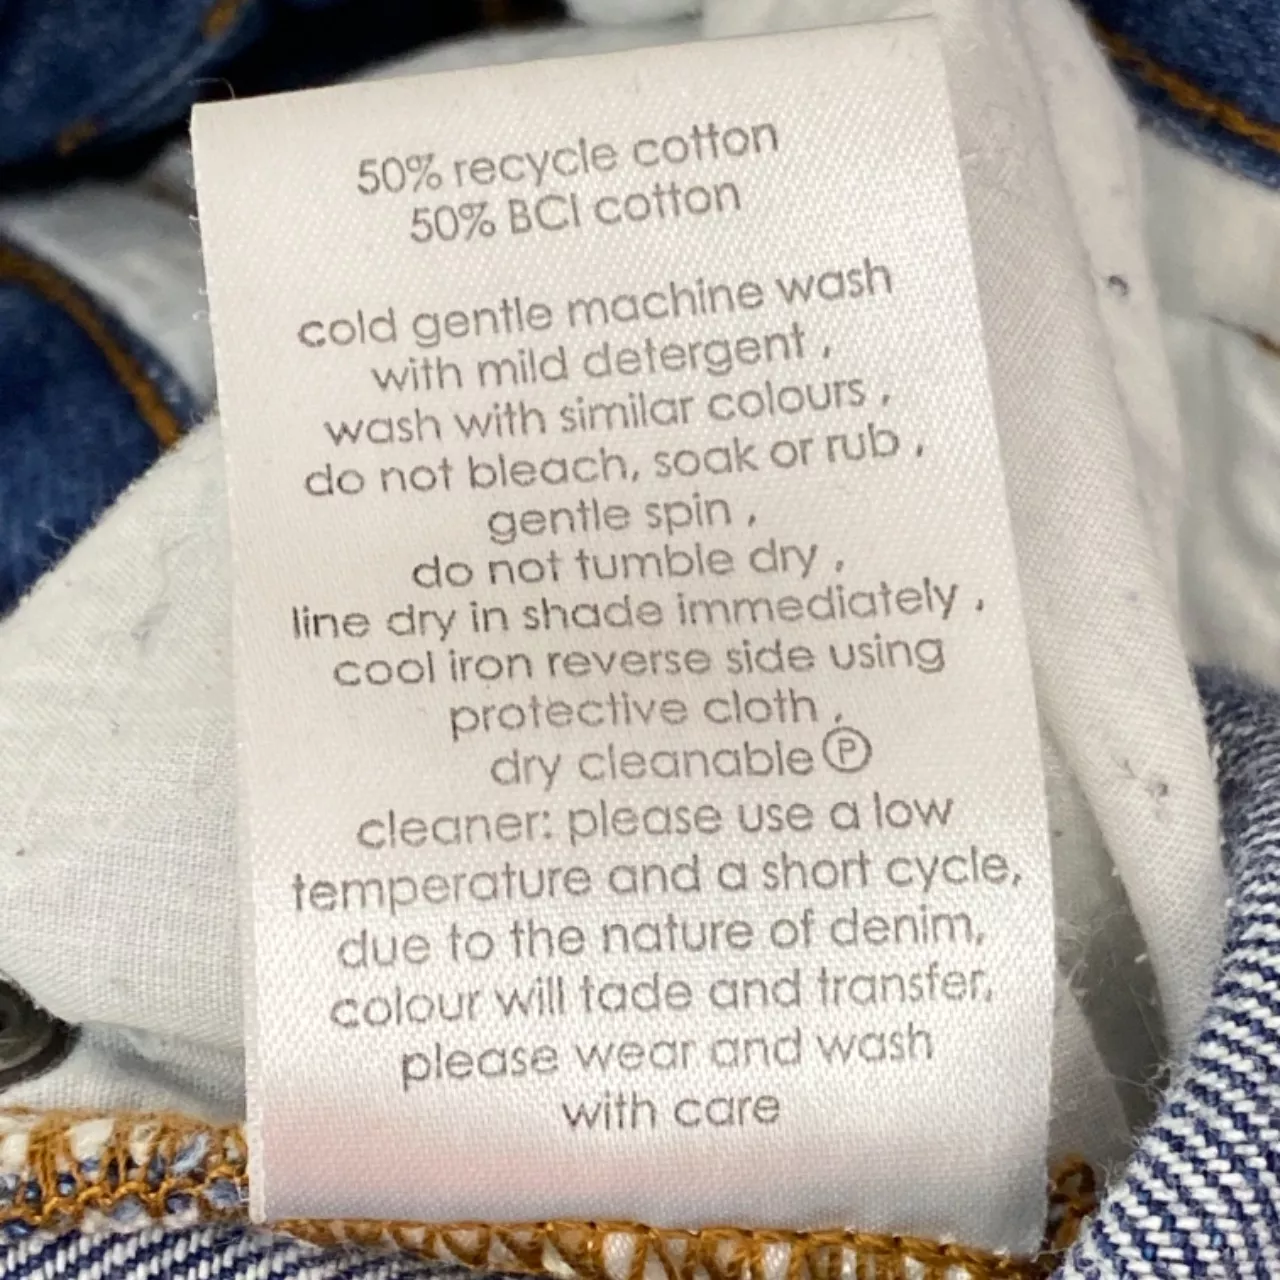 50% recycle cotton
50% BCI cotton
cold gentle machine wash
with mild detergent ,
wash with similar colours ,
do not bleach, soak or rub ,
gentle spin ,
do not tumble dry ,
line dry in shade immediately ,
cool iron reverse side using
protective cloth ,
dry cleanable Ⓟ
cleaner: please use a low
temperature and a short cycle,
due to the nature of denim,
colour will tade and transfer,
please wear and wash
with care